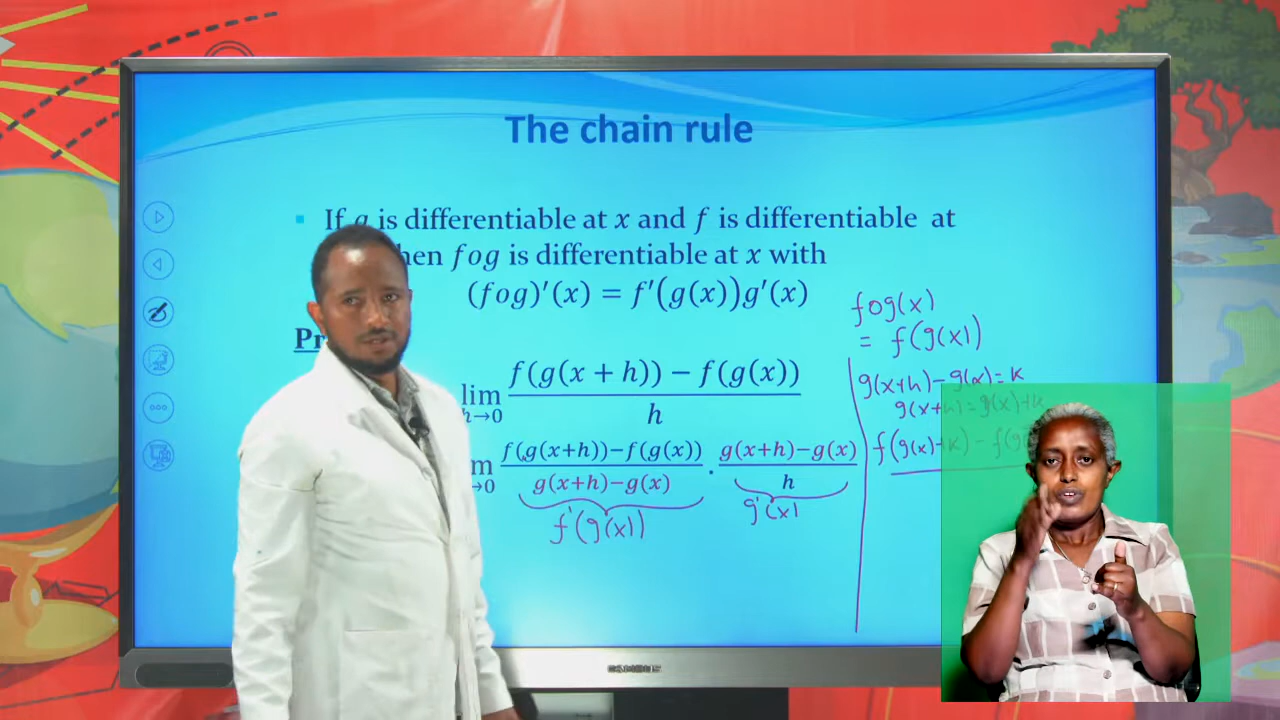 The chain rule
If g is differentiable at x and f is differentiable at
then fog is differentiable at x with
(fog)'(x) = f'(g(x))g'(x)
lim h→0 f(g(x + h)) − f(g(x)) / h
f(g(x+h))−f(g(x)) / g(x+h)−g(x) · g(x+h)−g(x) / h
f'(g(x)) g'(x)
fog(x)
= f(g(x))
g(x+h)−g(x)=k
g(x+h)=g(x)+k
f(g(x)+k) − f(g